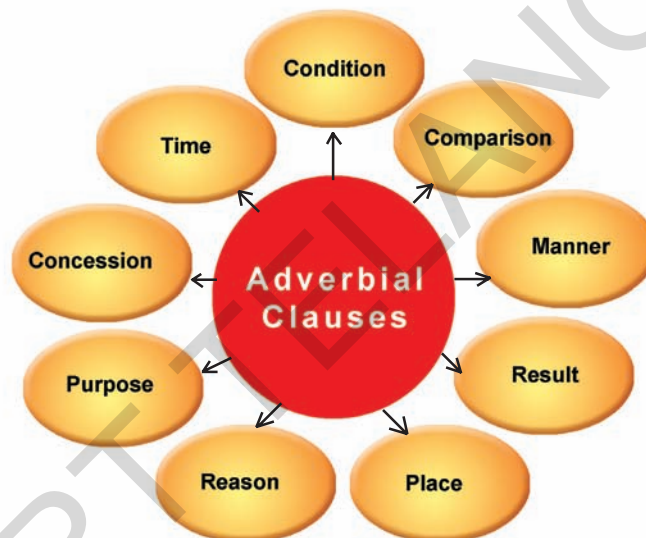 Condition
Comparison
Manner
Result
Place
Reason
Purpose
Concession
Time
Adverbial
Clauses